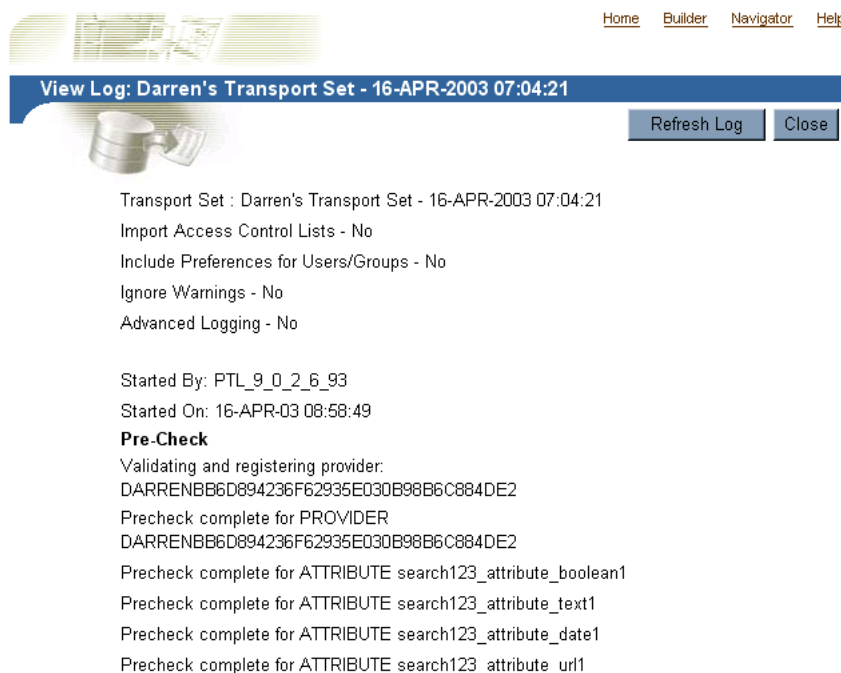 Home Builder Navigator Help
View Log: Darren's Transport Set - 16-APR-2003 07:04:21
Refresh Log Close
Transport Set : Darren's Transport Set - 16-APR-2003 07:04:21
Import Access Control Lists - No
Include Preferences for Users/Groups - No
Ignore Warnings - No
Advanced Logging - No
Started By: PTL_9_0_2_6_93
Started On: 16-APR-03 08:58:49
Pre-Check
Validating and registering provider:
DARRENBB6D894236F62935E030B98B6C884DE2
Precheck complete for PROVIDER
DARRENBB6D894236F62935E030B98B6C884DE2
Precheck complete for ATTRIBUTE search123_attribute_boolean1
Precheck complete for ATTRIBUTE search123_attribute_text1
Precheck complete for ATTRIBUTE search123_attribute_date1
Precheck complete for ATTRIBUTE search123_attribute_url1